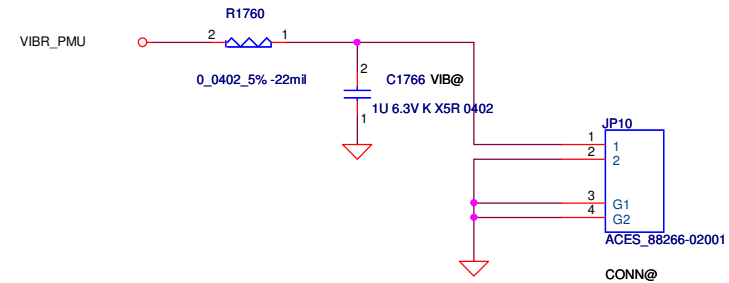 R1760
VIBR_PMU
2
1
0_0402_5% -22mil
2
C1766 VIB@
1U 6.3V K X5R 0402
1
JP10
1
1
2
2
3
G1
4
G2
ACES_88266-02001
CONN@